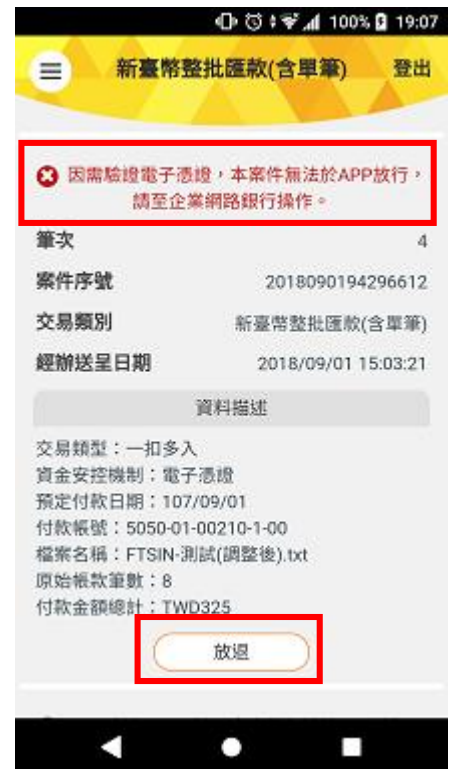 100% 19:07
新臺幣整批匯款(含單筆) 登出
因需驗證電子憑證，本案件無法於APP放行，
請至企業網路銀行操作。
筆次 4
案件序號 2018090194296612
交易類別 新臺幣整批匯款(含單筆)
經辦送呈日期 2018/09/01 15:03:21
資料描述
交易類型：一扣多入
資金安控機制：電子憑證
預定付款日期：107/09/01
付款帳號：5050-01-00210-1-00
檔案名稱：FTSIN-測試(調整後).txt
原始帳款筆數：8
付款金額總計：TWD325
放退